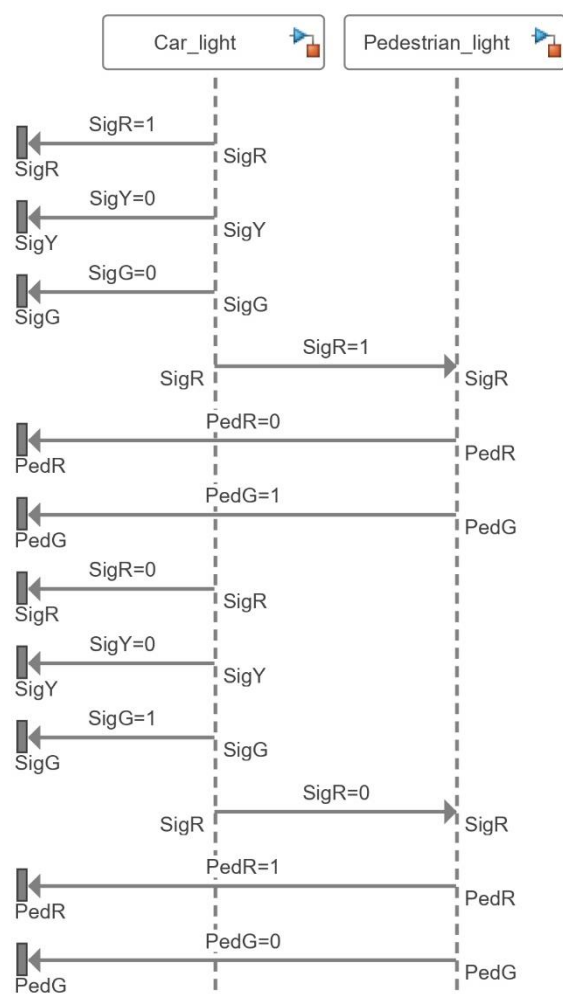 Car_light
Pedestrian_light
SigR=1
SigR
SigR
SigY=0
SigY
SigY
SigG=0
SigG
SigG
SigR=1
SigR
SigR
PedR=0
PedR
PedR
PedG=1
PedG
PedG
SigR=0
SigR
SigR
SigY=0
SigY
SigY
SigG=1
SigG
SigG
SigR=0
SigR
SigR
PedR=1
PedR
PedR
PedG=0
PedG
PedG